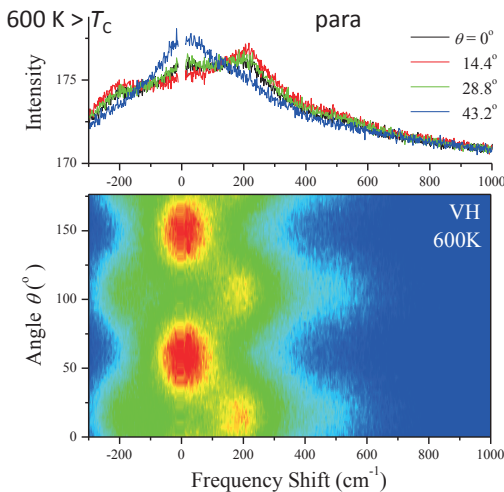 600 K > T_C
para
Intensity
175
170
θ = 0°
14.4°
28.8°
43.2°
-200 0 200 400 600 800 1000
VH
600K
Angle θ (°)
150
100
50
0
-200 0 200 400 600 800 1000
Frequency Shift (cm⁻¹)